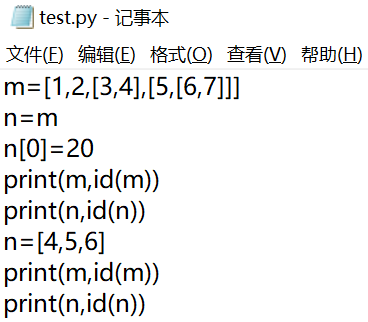 test.py - 记事本
文件(F) 编辑(E) 格式(O) 查看(V) 帮助(H)
m=[1,2,[3,4],[5,[6,7]]]
n=m
n[0]=20
print(m,id(m))
print(n,id(n))
n=[4,5,6]
print(m,id(m))
print(n,id(n))